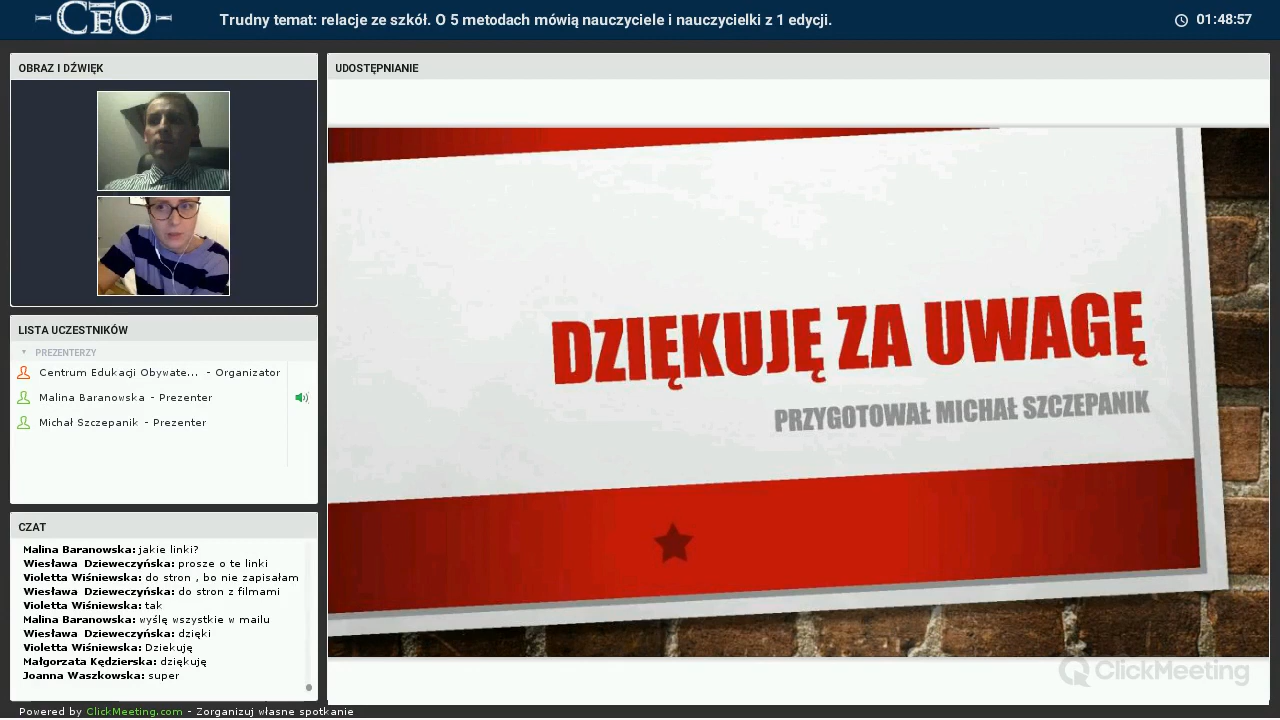 CEO
Trudny temat: relacje ze szkół. O 5 metodach mówią nauczyciele i nauczycielki z 1 edycji.
01:48:57
OBRAZ I DŹWIĘK
LISTA UCZESTNIKÓW
PREZENTERZY
Centrum Edukacji Obywate... - Organizator
Malina Baranowska - Prezenter
Michał Szczepanik - Prezenter
CZAT
Malina Baranowska: jakie linki?
Wiesława Dzieweczyńska: prosze o te linki
Violetta Wiśniewska: do stron , bo nie zapisałam
Wiesława Dzieweczyńska: do stron z filmami
Violetta Wiśniewska: tak
Malina Baranowska: wyślę wszystkie w mailu
Wiesława Dzieweczyńska: dzięki
Violetta Wiśniewska: Dziekuję
Małgorzata Kędzierska: dziękuję
Joanna Waszkowska: super
UDOSTĘPNIANIE
DZIĘKUJĘ ZA UWAGĘ
PRZYGOTOWAŁ MICHAŁ SZCZEPANIK
ClickMeeting
Powered by ClickMeeting.com - Zorganizuj własne spotkanie